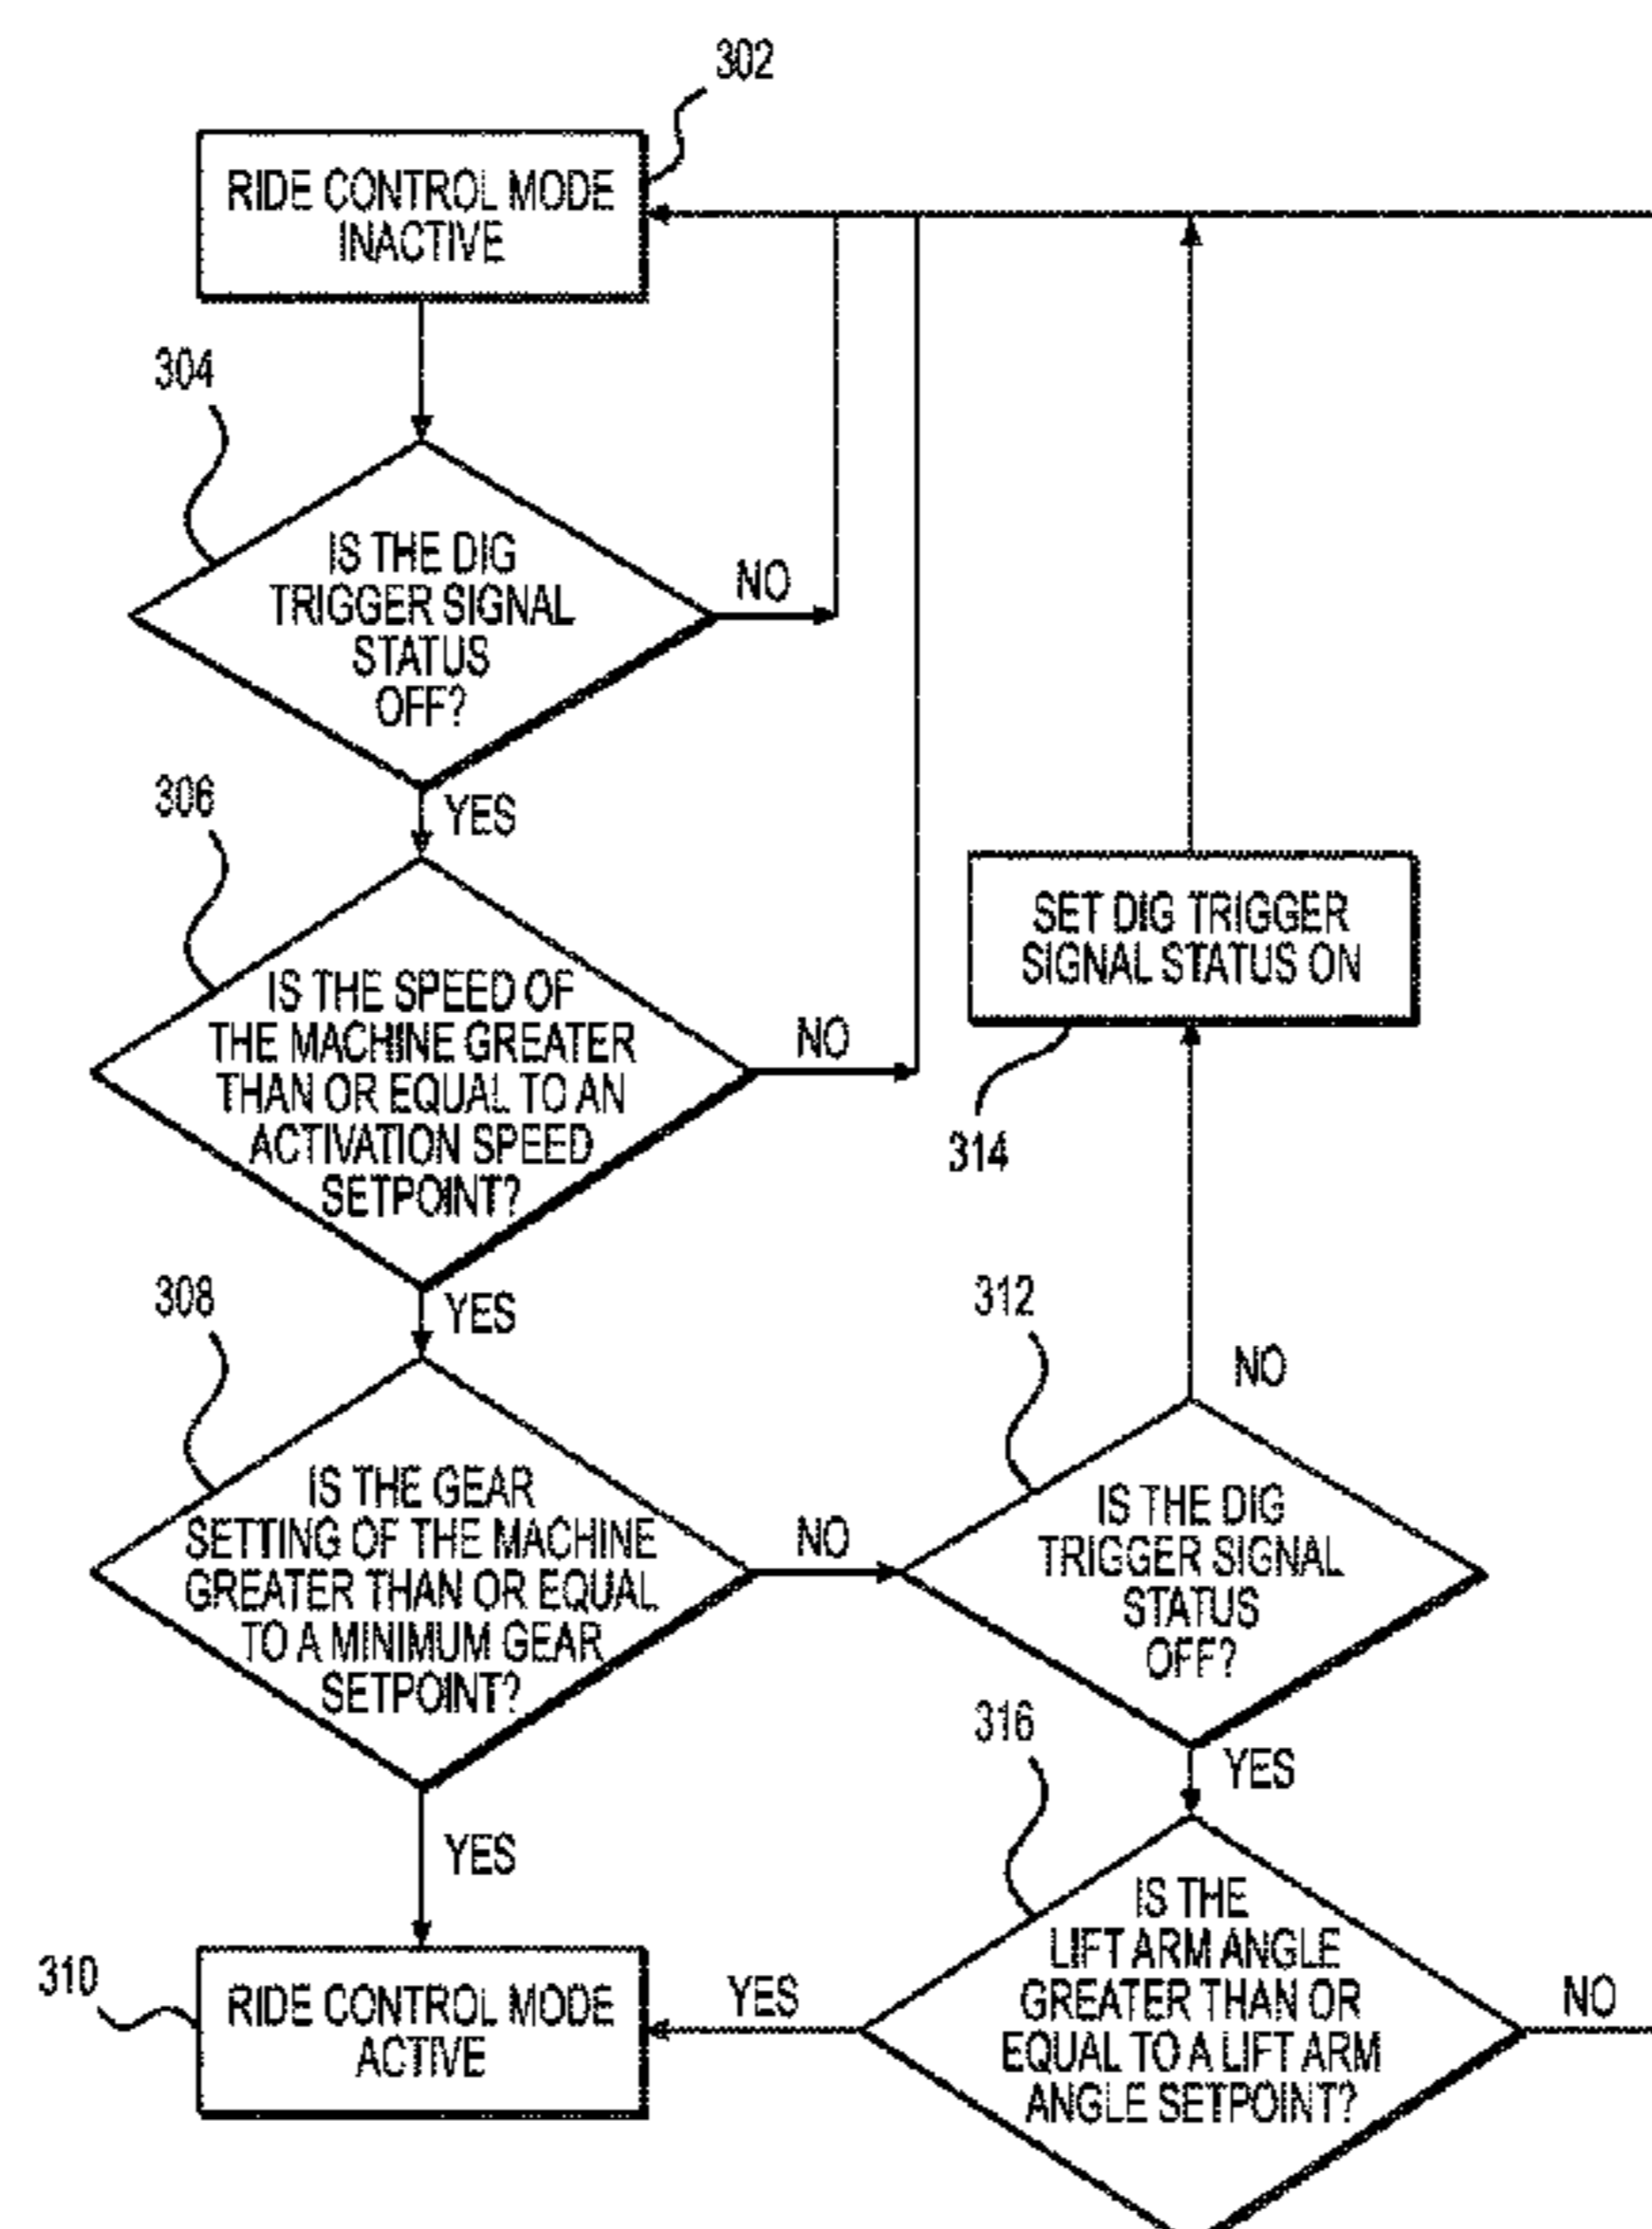 302
RIDE CONTROL MODE
INACTIVE
304
IS THE DIG
TRIGGER SIGNAL
STATUS
OFF?
NO
YES
306
IS THE SPEED OF
THE MACHINE GREATER
THAN OR EQUAL TO AN
ACTIVATION SPEED
SETPOINT?
NO
YES
308
IS THE GEAR
SETTING OF THE MACHINE
GREATER THAN OR EQUAL
TO A MINIMUM GEAR
SETPOINT?
NO
YES
310
RIDE CONTROL MODE
ACTIVE
SET DIG TRIGGER
SIGNAL STATUS ON
314
312
NO
IS THE DIG
TRIGGER SIGNAL
STATUS
OFF?
YES
316
IS THE
LIFT ARM ANGLE
GREATER THAN OR
EQUAL TO A LIFT ARM
ANGLE SETPOINT?
YES
NO